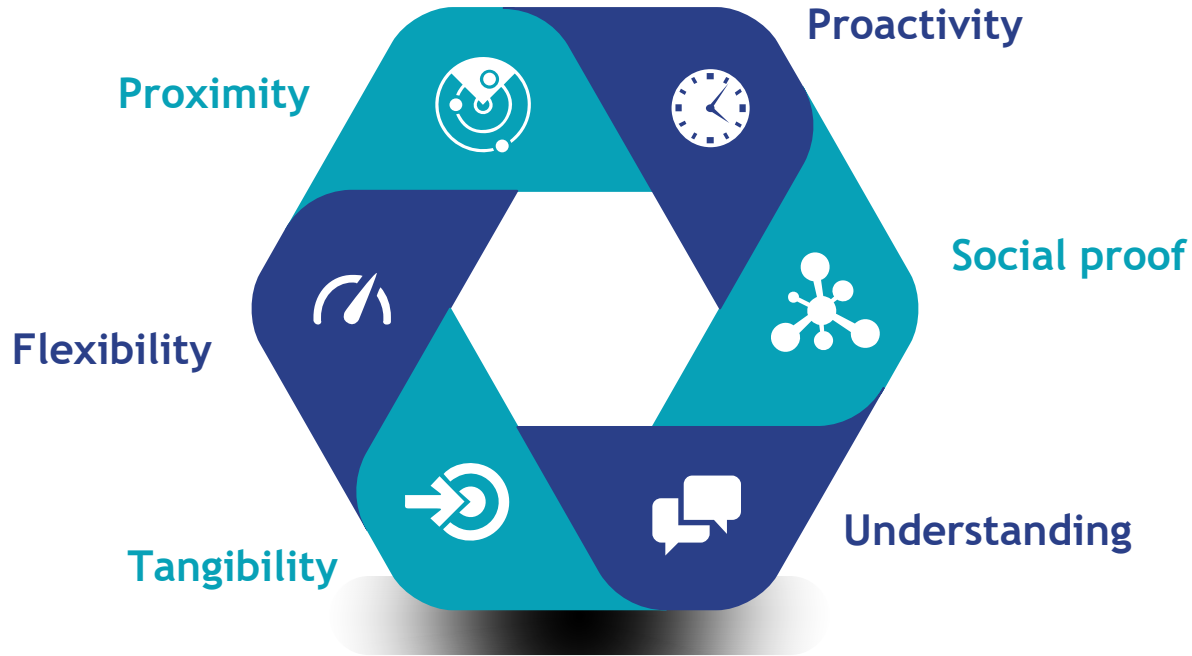 Proactivity
Proximity
Social proof
Flexibility
Understanding
Tangibility